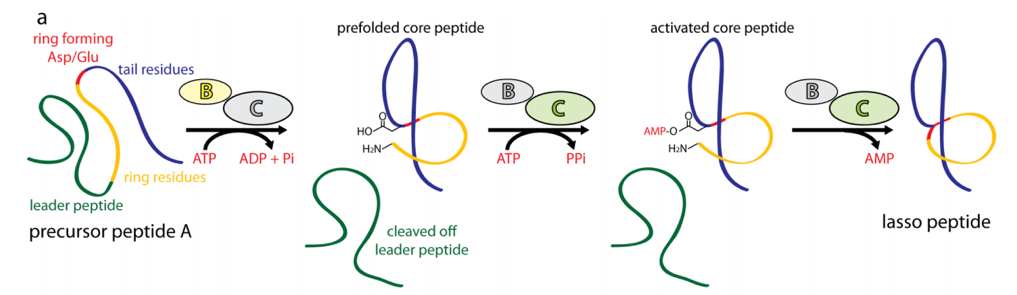 a
ring forming
Asp/Glu
tail residues
ring residues
leader peptide
precursor peptide A
B
C
ATP
ADP + Pi
prefolded core peptide
O
HO
H₂N
cleaved off
leader peptide
B
C
ATP
PPi
activated core peptide
O
AMP-O
H₂N
B
C
AMP
lasso peptide